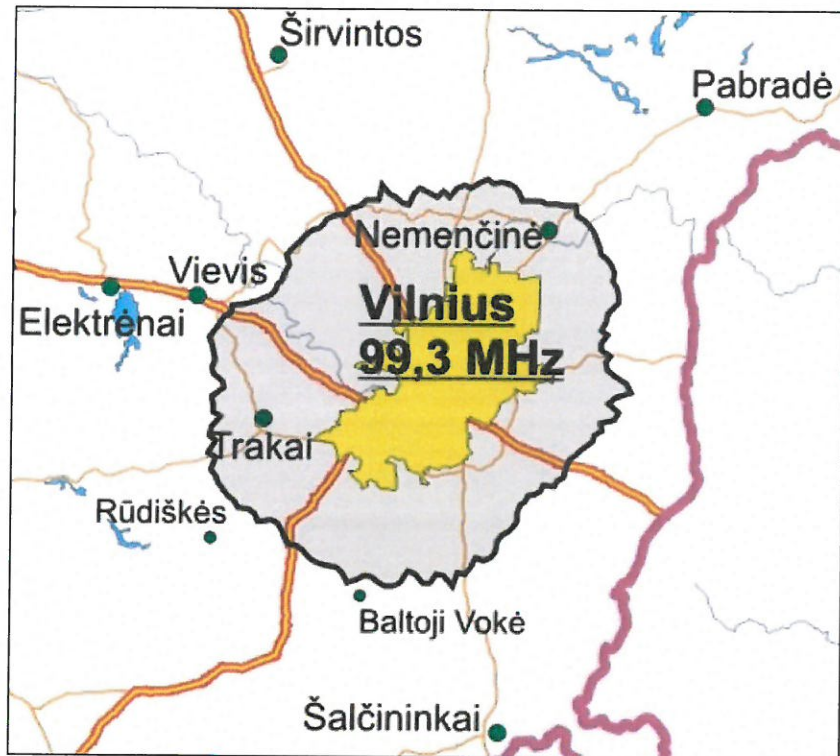 Širvintos
Pabradė
Nemenčinė
Vievis
Elektrėnai
Vilnius
99,3 MHz
Trakai
Rūdiškės
Baltoji Vokė
Šalčininkai